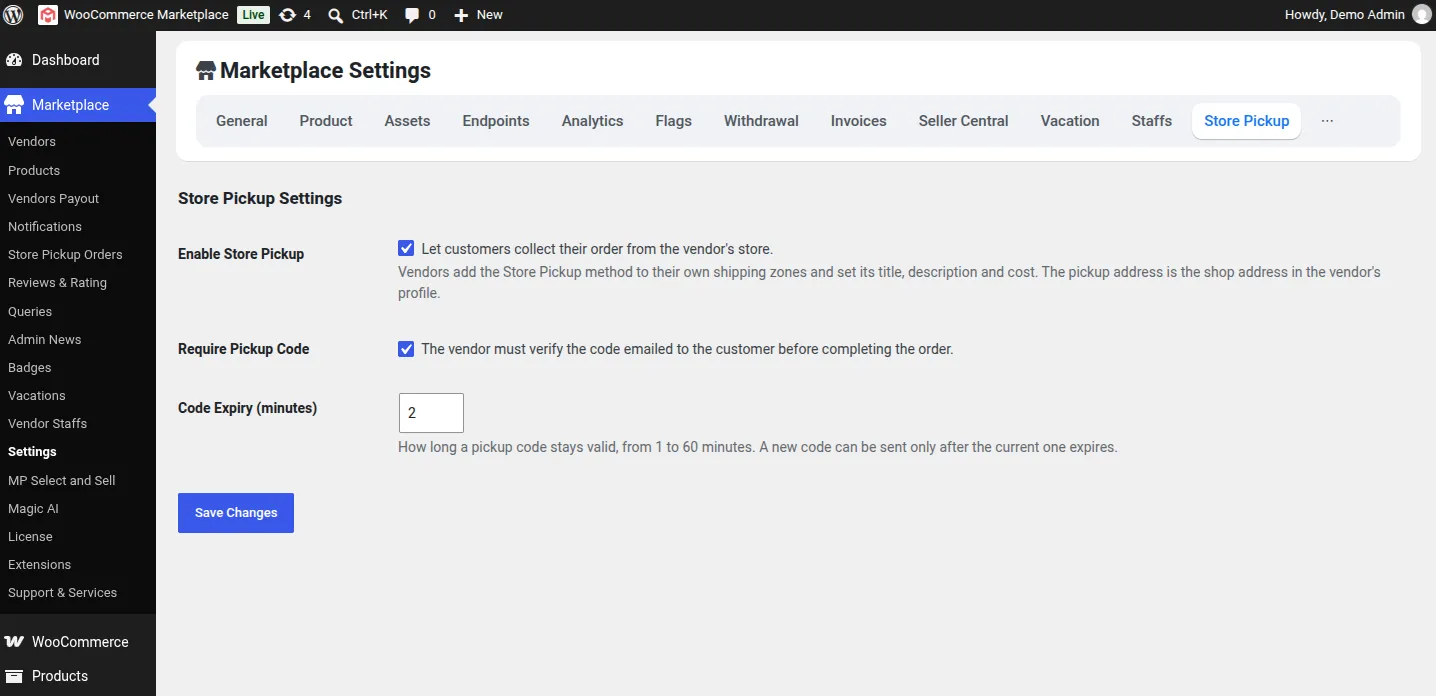 WooCommerce Marketplace Live 4 Ctrl+K 0 New Howdy, Demo Admin
Dashboard
Marketplace
Vendors
Products
Vendors Payout
Notifications
Store Pickup Orders
Reviews & Rating
Queries
Admin News
Badges
Vacations
Vendor Staffs
Settings
MP Select and Sell
Magic AI
License
Extensions
Support & Services
WooCommerce
Products
Marketplace Settings
General Product Assets Endpoints Analytics Flags Withdrawal Invoices Seller Central Vacation Staffs Store Pickup ...
Store Pickup Settings
Enable Store Pickup
Let customers collect their order from the vendor's store.
Vendors add the Store Pickup method to their own shipping zones and set its title, description and cost. The pickup address is the shop address in the vendor's
profile.
Require Pickup Code
The vendor must verify the code emailed to the customer before completing the order.
Code Expiry (minutes)
2
How long a pickup code stays valid, from 1 to 60 minutes. A new code can be sent only after the current one expires.
Save Changes